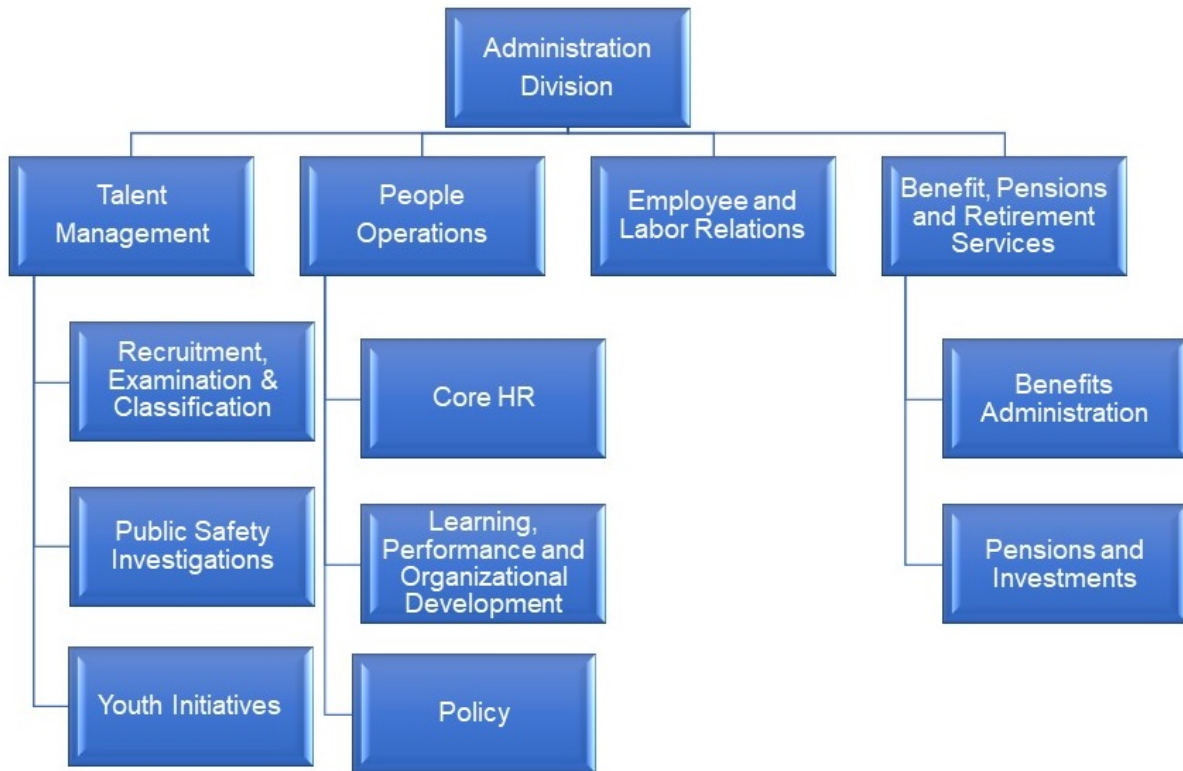 Administration
Division
Talent
Management
People
Operations
Employee and
Labor Relations
Benefit, Pensions
and Retirement
Services
Recruitment,
Examination &
Classification
Public Safety
Investigations
Youth Initiatives
Core HR
Learning,
Performance and
Organizational
Development
Policy
Benefits
Administration
Pensions and
Investments